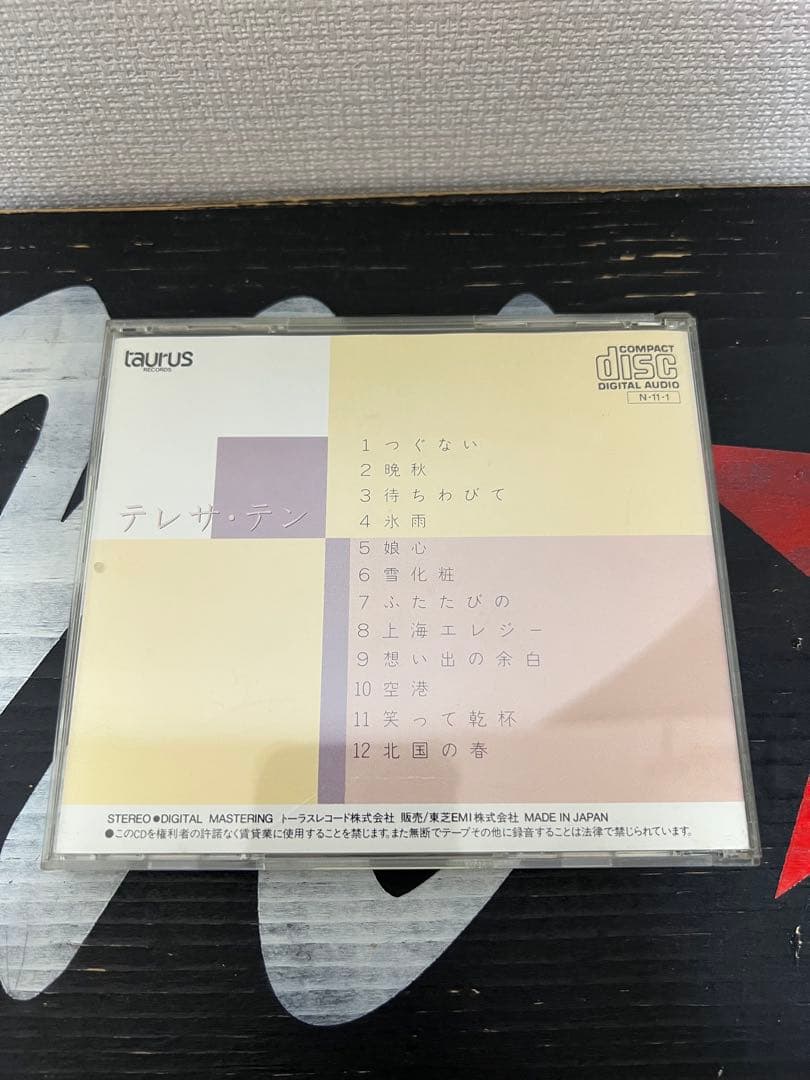 taurus
RECORDS
COMPACT
disc
DIGITAL AUDIO
N-11-1
テレサ・テン
1 つぐない
2 晩秋
3 待ちわびて
4 氷雨
5 娘心
6 雪化粧
7 ふたたびの
8 上海エレジー
9 想い出の余白
10 空港
11 笑って乾杯
12 北国の春
STEREO●DIGITAL MASTERING トーラスレコード株式会社 販売/東芝EMI株式会社 MADE IN JAPAN
●このCDを権利者の許諾なく賃貸業に使用することを禁じます。また無断でテープその他に録音することは法律で禁じられています。